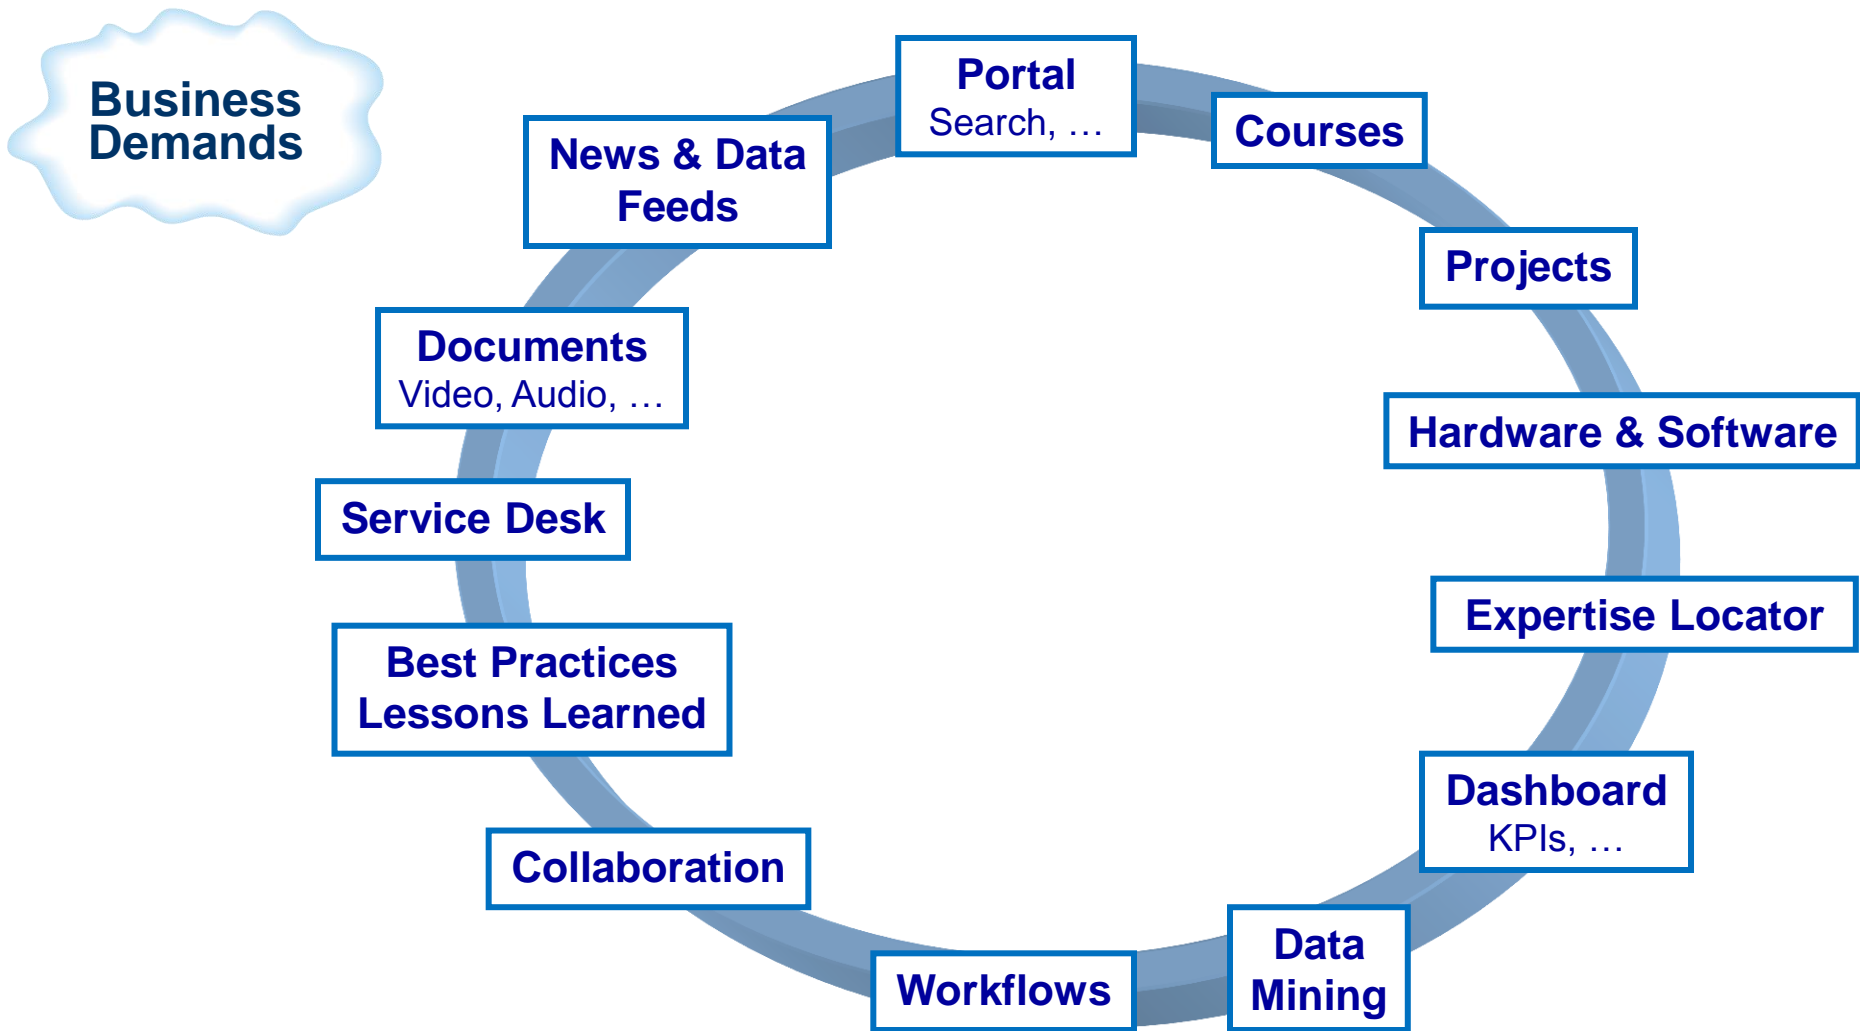 Business
Demands
Portal
Search, …
Courses
News & Data
Feeds
Projects
Documents
Video, Audio, …
Hardware & Software
Service Desk
Expertise Locator
Best Practices
Lessons Learned
Dashboard
KPIs, …
Collaboration
Data
Mining
Workflows